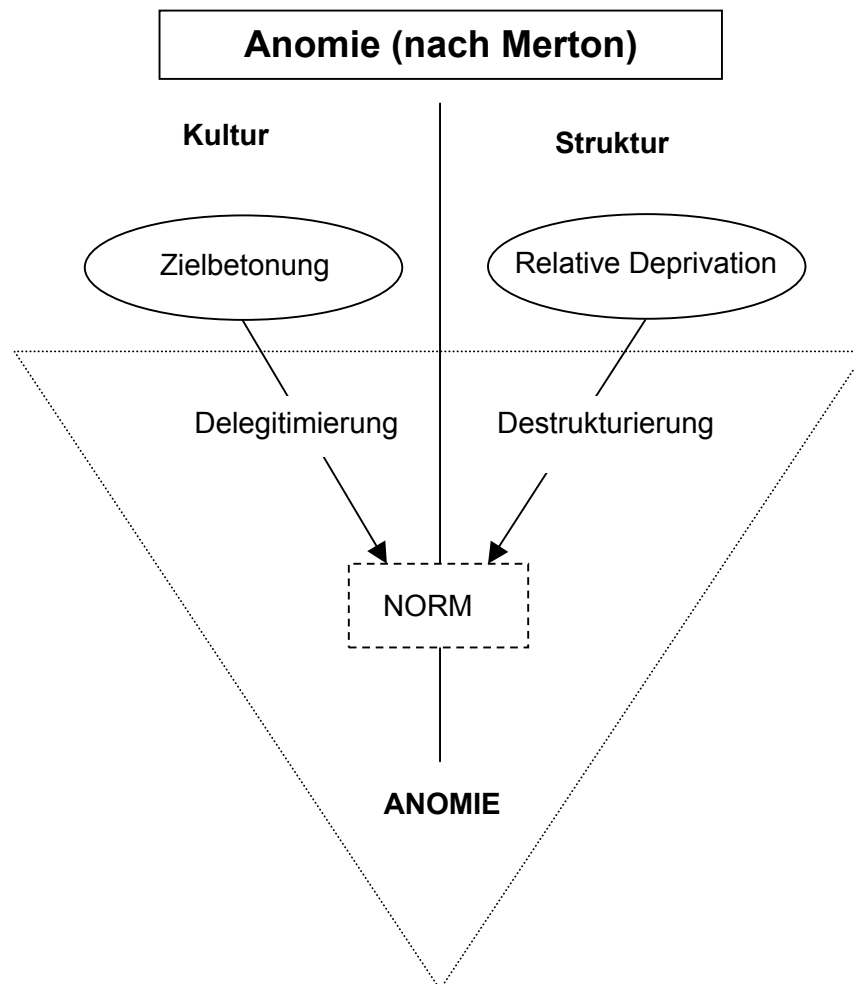 Anomie (nach Merton)
Kultur
Struktur
Zielbetonung
Relative Deprivation
Delegitimierung
Destrukturierung
NORM
ANOMIE